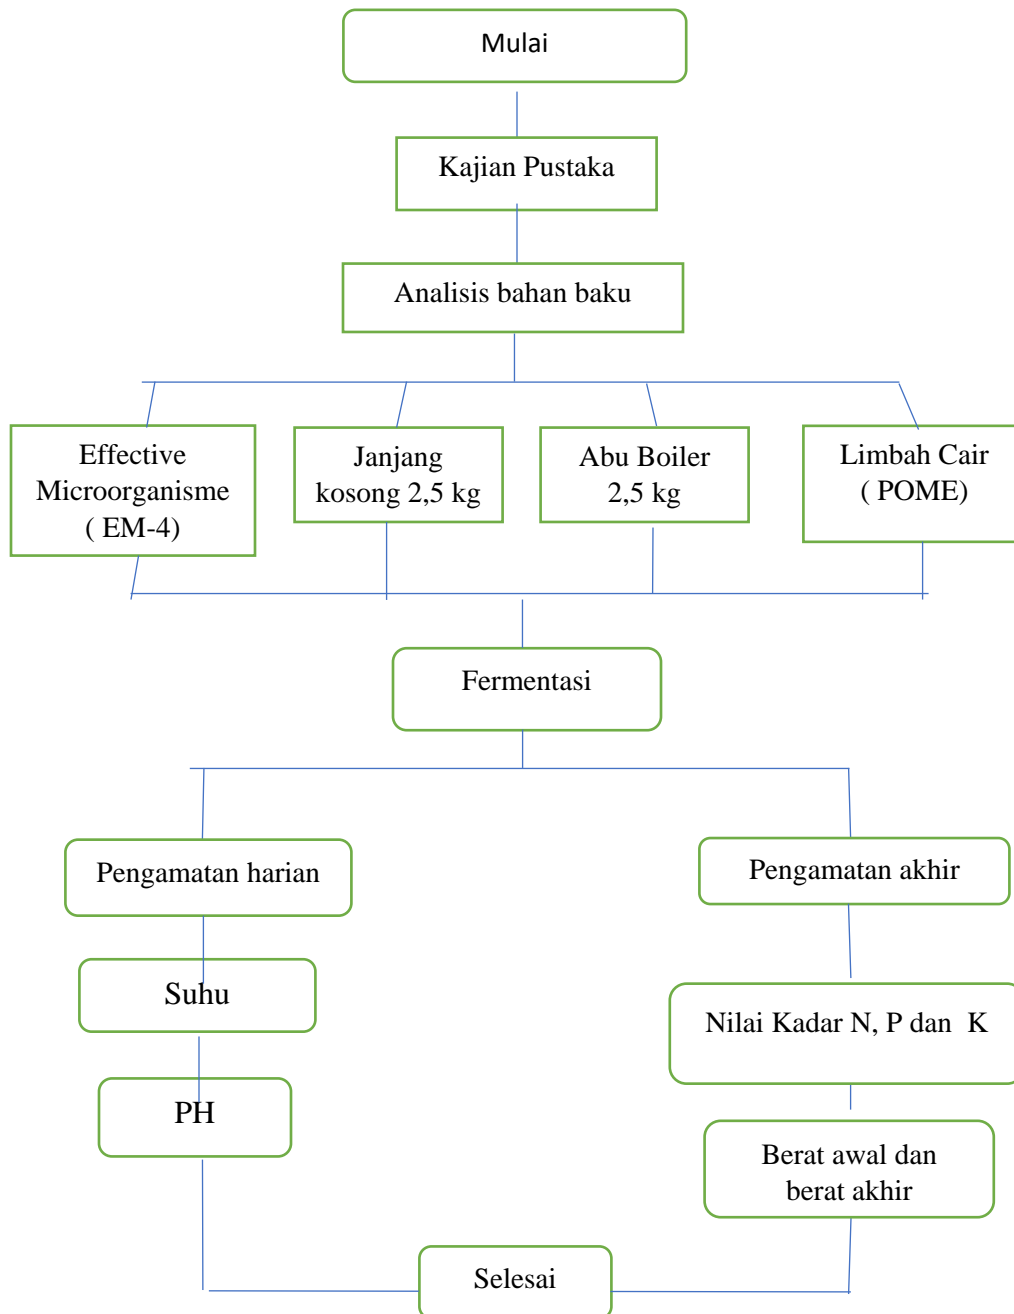 Mulai
Kajian Pustaka
Analisis bahan baku
Effective
Microorganisme
( EM-4)
Janjang
kosong 2,5 kg
Abu Boiler
2,5 kg
Limbah Cair
( POME)
Fermentasi
Pengamatan harian
Pengamatan akhir
Suhu
Nilai Kadar N, P dan  K
PH
Berat awal dan
berat akhir
Selesai